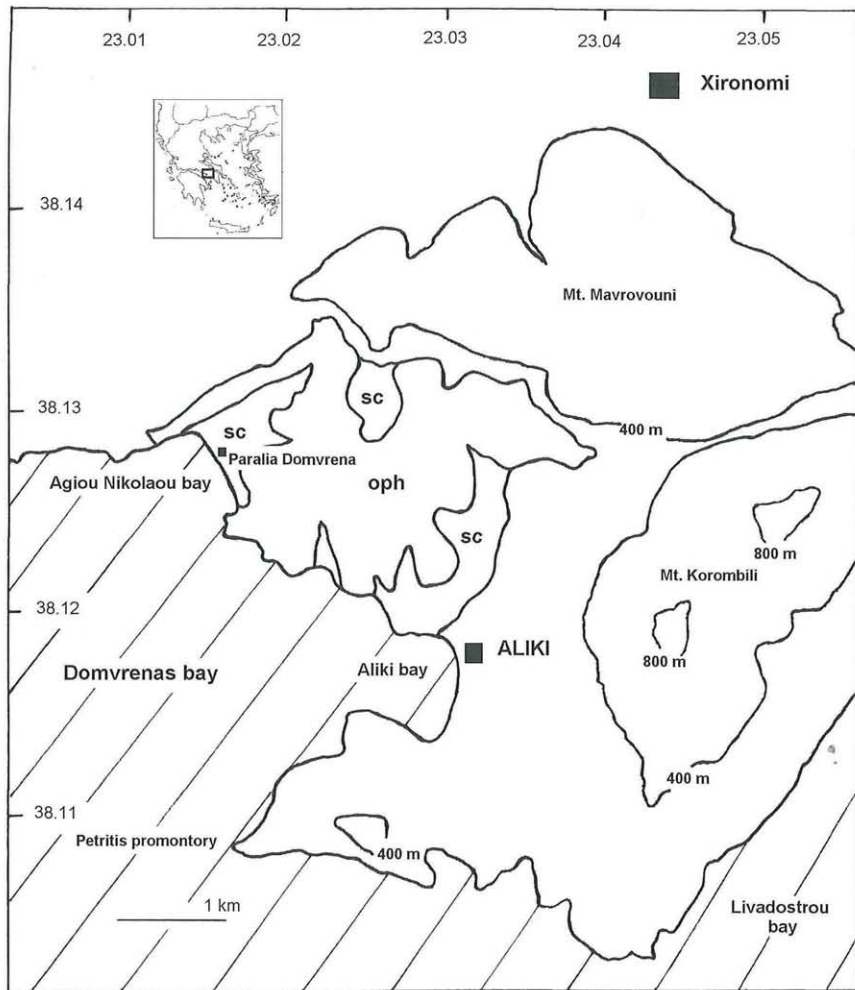 23.01 23.02 23.03 23.04 23.05
Xironomi
38.14
Mt. Mavrovouni
38.13
sc
400 m
sc
Paralia Domvrena
Agiou Nikolaou bay
oph
sc
800 m
Mt. Korombili
38.12
800 m
ALIKI
Domvrenas bay
Aliki bay
400 m
38.11
Petritis promontory
400 m
1 km
Livadostrou
bay